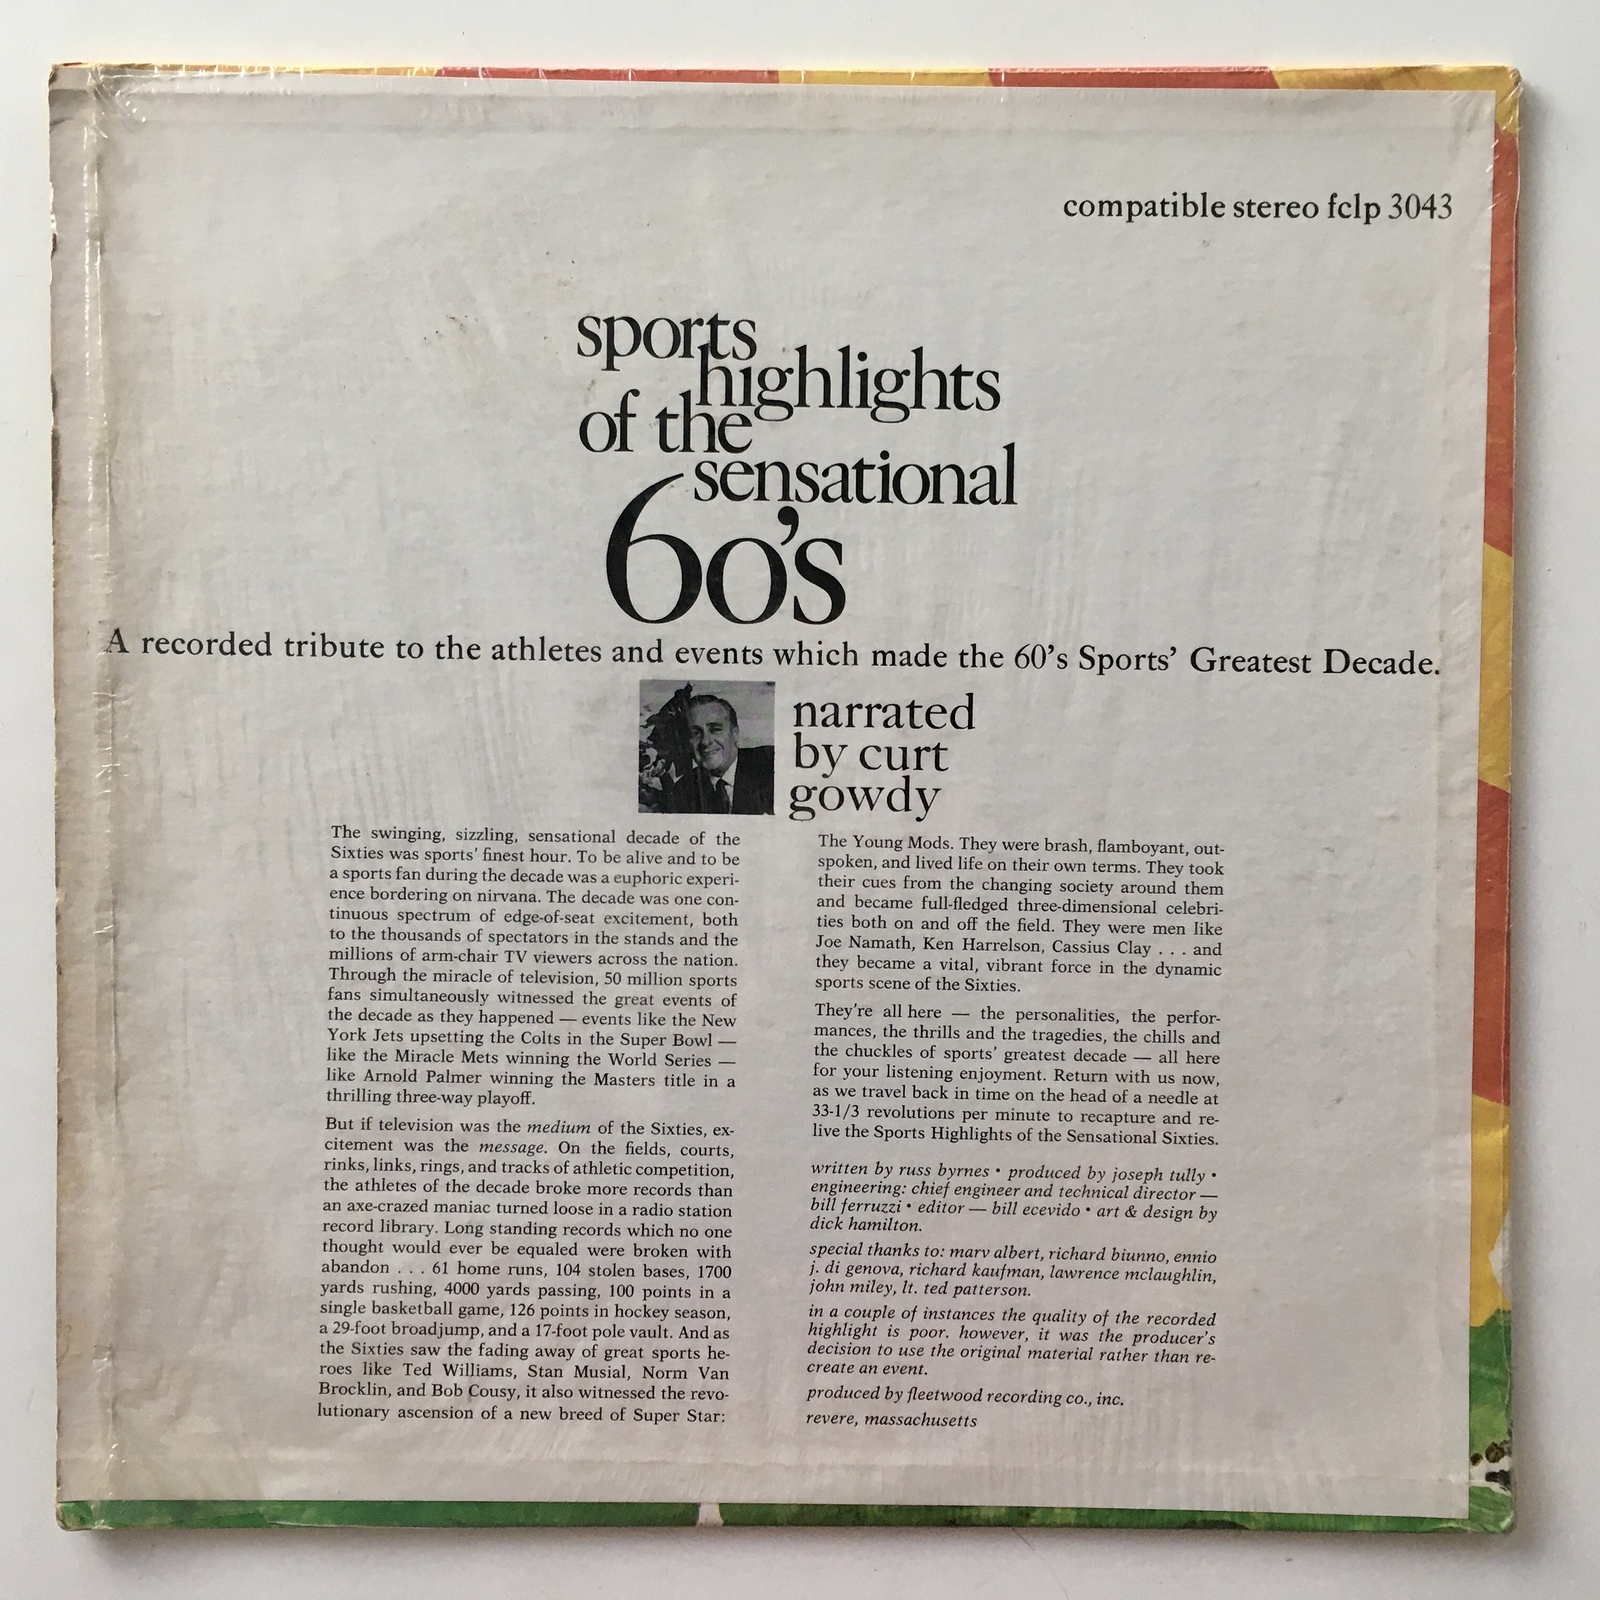 compatible stereo fclp 3043
sports
highlights
of the
sensational
60's
A recorded tribute to the athletes and events which made the 60's Sports' Greatest Decade.
narrated
by curt
gowdy
The swinging, sizzling, sensational decade of the
Sixties was sports' finest hour. To be alive and to be
a sports fan during the decade was a euphoric experi-
ence bordering on nirvana. The decade was one con-
tinuous spectrum of edge-of-seat excitement, both
to the thousands of spectators in the stands and the
millions of arm-chair TV viewers across the nation.
Through the miracle of television, 50 million sports
fans simultaneously witnessed the great events of
the decade as they happened — events like the New
York Jets upsetting the Colts in the Super Bowl —
like the Miracle Mets winning the World Series —
like Arnold Palmer winning the Masters title in a
thrilling three-way playoff.
But if television was the medium of the Sixties, ex-
citement was the message. On the fields, courts,
rinks, links, rings, and tracks of athletic competition,
the athletes of the decade broke more records than
an axe-crazed maniac turned loose in a radio station
record library. Long standing records which no one
thought would ever be equaled were broken with
abandon . . . 61 home runs, 104 stolen bases, 1700
yards rushing, 4000 yards passing, 100 points in a
single basketball game, 126 points in hockey season,
a 29-foot broadjump, and a 17-foot pole vault. And as
the Sixties saw the fading away of great sports he-
roes like Ted Williams, Stan Musial, Norm Van
Brocklin, and Bob Cousy, it also witnessed the revo-
lutionary ascension of a new breed of Super Star:
The Young Mods. They were brash, flamboyant, out-
spoken, and lived life on their own terms. They took
their cues from the changing society around them
and became full-fledged three-dimensional celebri-
ties both on and off the field. They were men like
Joe Namath, Ken Harrelson, Cassius Clay . . . and
they became a vital, vibrant force in the dynamic
sports scene of the Sixties.
They're all here — the personalities, the perfor-
mances, the thrills and the tragedies, the chills and
the chuckles of sports' greatest decade — all here
for your listening enjoyment. Return with us now,
as we travel back in time on the head of a needle at
33-1/3 revolutions per minute to recapture and re-
live the Sports Highlights of the Sensational Sixties.
written by russ byrnes • produced by joseph tully •
engineering: chief engineer and technical director —
bill ferruzzi • editor — bill ecevido • art & design by
dick hamilton.
special thanks to: marv albert, richard biunno, ennio
j. di genova, richard kaufman, lawrence mclaughlin,
john miley, lt. ted patterson.
in a couple of instances the quality of the recorded
highlight is poor. however, it was the producer's
decision to use the original material rather than re-
create an event.
produced by fleetwood recording co., inc.
revere, massachusetts